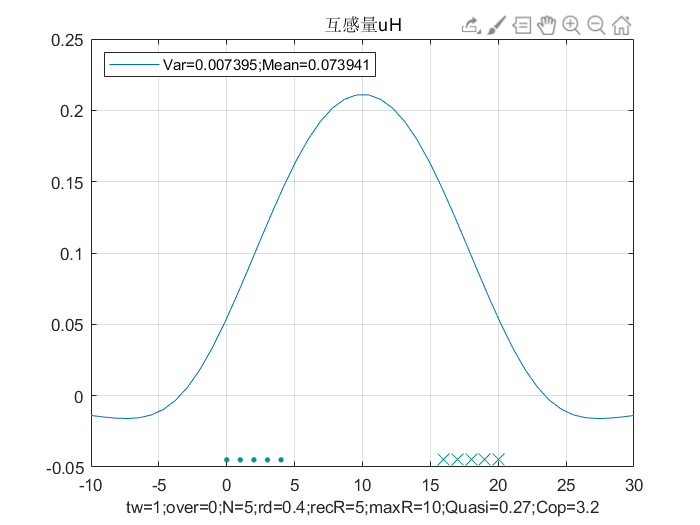 互感量uH
0.25
Var=0.007395;Mean=0.073941
0.2
0.15
0.1
0.05
0
-0.05
-10 -5 0 5 10 15 20 25 30
tw=1;over=0;N=5;rd=0.4;recR=5;maxR=10;Quasi=0.27;Cop=3.2